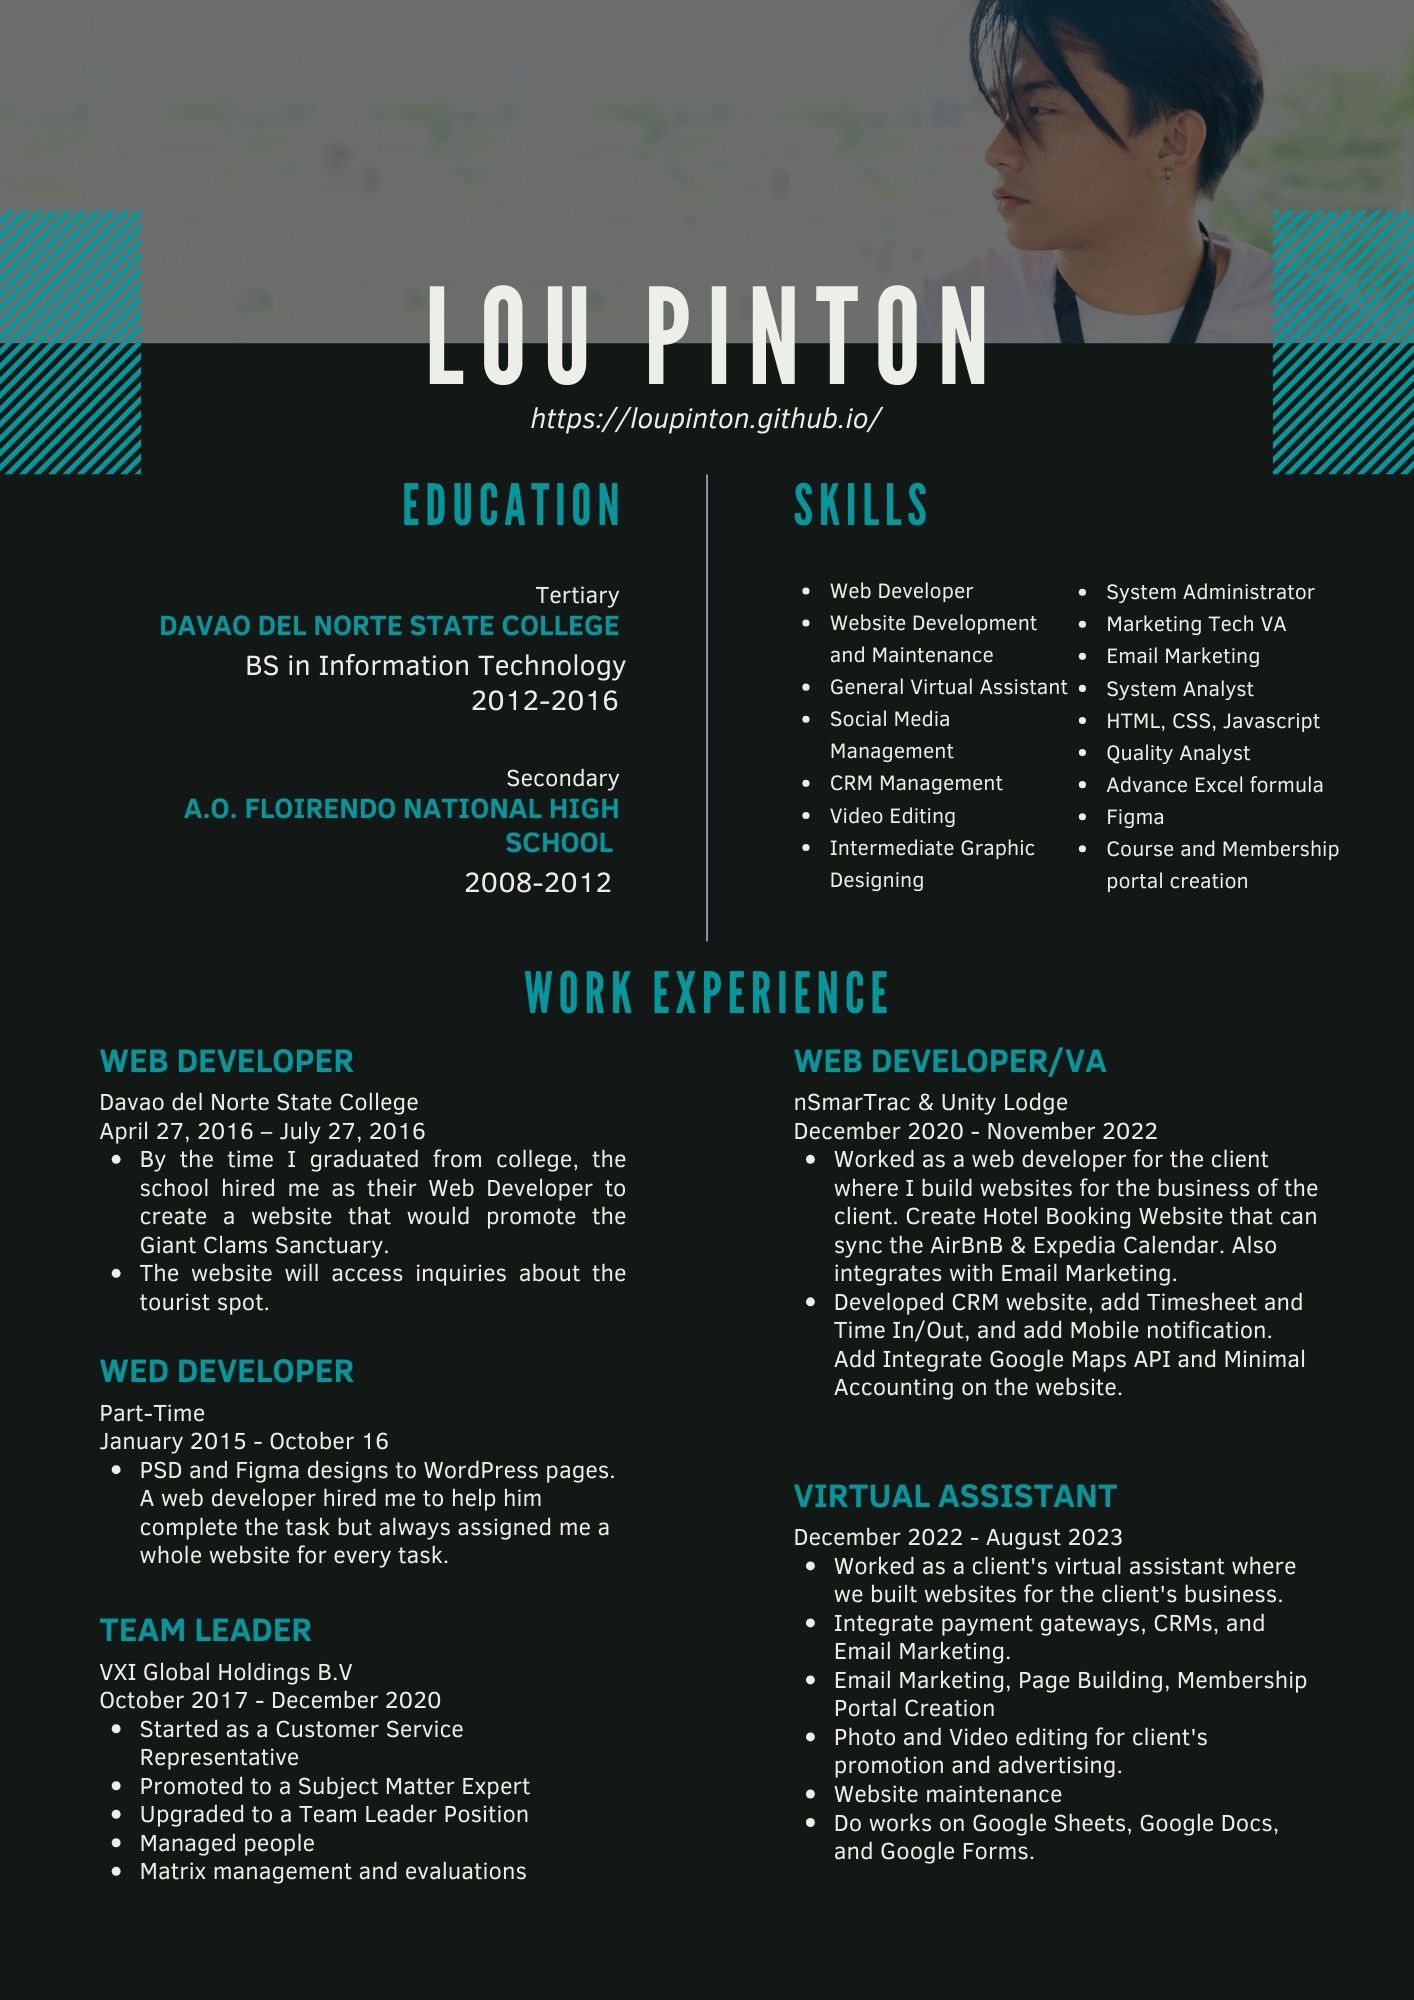 LOU PINTON
https://loupinton.github.io/
EDUCATION
Tertiary
DAVAO DEL NORTE STATE COLLEGE
BS in Information Technology
2012-2016
Secondary
A.O. FLOIRENDO NATIONAL HIGH
SCHOOL
2008-2012
SKILLS
• Web Developer
• Website Development
and Maintenance
• General Virtual Assistant
• Social Media
Management
• CRM Management
• Video Editing
• Intermediate Graphic
Designing
• System Administrator
• Marketing Tech VA
• Email Marketing
• System Analyst
• HTML, CSS, Javascript
• Quality Analyst
• Advance Excel formula
• Figma
• Course and Membership
portal creation
WORK EXPERIENCE
WEB DEVELOPER
Davao del Norte State College
April 27, 2016 – July 27, 2016
• By the time I graduated from college, the
school hired me as their Web Developer to
create a website that would promote the
Giant Clams Sanctuary.
• The website will access inquiries about the
tourist spot.
WED DEVELOPER
Part-Time
January 2015 - October 16
• PSD and Figma designs to WordPress pages.
A web developer hired me to help him
complete the task but always assigned me a
whole website for every task.
TEAM LEADER
VXI Global Holdings B.V
October 2017 - December 2020
• Started as a Customer Service
Representative
• Promoted to a Subject Matter Expert
• Upgraded to a Team Leader Position
• Managed people
• Matrix management and evaluations
WEB DEVELOPER/VA
nSmarTrac & Unity Lodge
December 2020 - November 2022
• Worked as a web developer for the client
where I build websites for the business of the
client. Create Hotel Booking Website that can
sync the AirBnB & Expedia Calendar. Also
integrates with Email Marketing.
• Developed CRM website, add Timesheet and
Time In/Out, and add Mobile notification.
Add Integrate Google Maps API and Minimal
Accounting on the website.
VIRTUAL ASSISTANT
December 2022 - August 2023
• Worked as a client's virtual assistant where
we built websites for the client's business.
• Integrate payment gateways, CRMs, and
Email Marketing.
• Email Marketing, Page Building, Membership
Portal Creation
• Photo and Video editing for client's
promotion and advertising.
• Website maintenance
• Do works on Google Sheets, Google Docs,
and Google Forms.